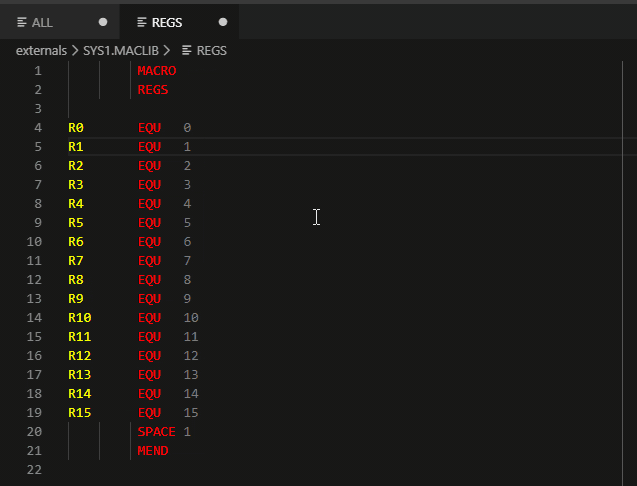 ALL REGS
externals > SYS1.MACLIB > REGS
1 MACRO
2 REGS
3
4 R0 EQU 0
5 R1 EQU 1
6 R2 EQU 2
7 R3 EQU 3
8 R4 EQU 4
9 R5 EQU 5
10 R6 EQU 6
11 R7 EQU 7
12 R8 EQU 8
13 R9 EQU 9
14 R10 EQU 10
15 R11 EQU 11
16 R12 EQU 12
17 R13 EQU 13
18 R14 EQU 14
19 R15 EQU 15
20 SPACE 1
21 MEND
22